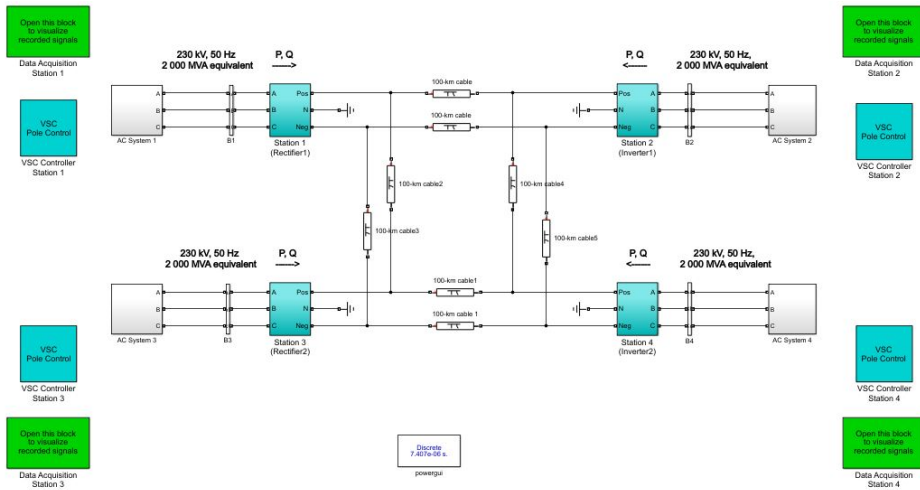 Open this block
to visualize
recorded signals
Data Acquisition
Station 1
230 kV, 50 Hz
2 000 MVA equivalent
P, Q
------>
P, Q
<------
230 kV, 50 Hz,
2 000 MVA equivalent
Open this block
to visualize
recorded signals
Data Acquisition
Station 2
VSC
Pole Control
VSC Controller
Station 1
A
B
C
AC System 1
B1
A
B
C
Pos
N
Neg
Station 1
(Rectifier1)
100-km cable
100-km cable
Pos
N
Neg
A
B
C
Station 2
(Inverter1)
B2
A
B
C
AC System 2
VSC
Pole Control
VSC Controller
Station 2
100-km cable2
100-km cable4
100-km cable3
100-km cable5
230 kV, 50 Hz,
2 000 MVA equivalent
P, Q
------>
P, Q
<------
230 kV, 50 Hz,
2 000 MVA equivalent
A
B
C
AC System 3
B3
A
B
C
Pos
N
Neg
Station 3
(Rectifier2)
100-km cable1
100-km cable 1
Pos
N
Neg
A
B
C
Station 4
(Inverter2)
B4
A
B
C
AC System 4
VSC
Pole Control
VSC Controller
Station 3
VSC
Pole Control
VSC Controller
Station 4
Open this block
to visualize
recorded signals
Data Acquisition
Station 3
Discrete
7.407e-06 s.
powergui
Open this block
to visualize
recorded signals
Data Acquisition
Station 4